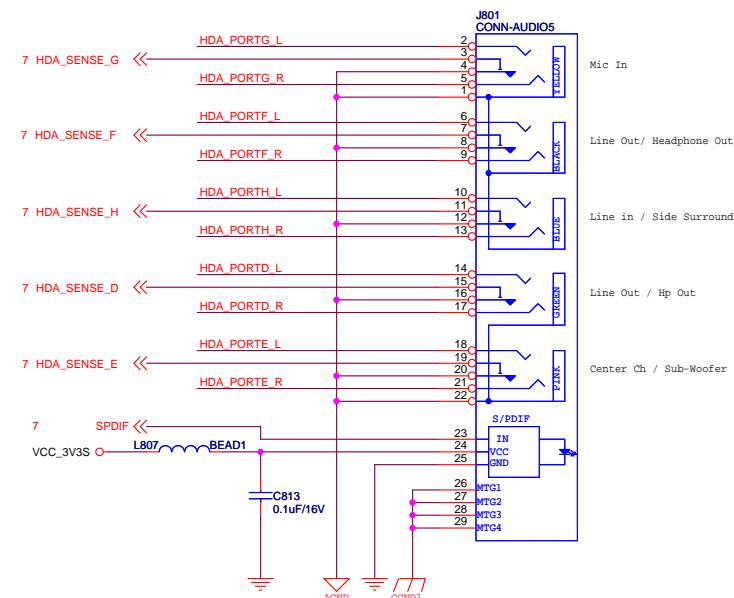 J801
CONN-AUDIO5
HDA_PORTG_L 2
7 HDA_SENSE_G 3
4
HDA_PORTG_R 5
1
YELLOW
Mic In
HDA_PORTF_L 6
7 HDA_SENSE_F 7
8
HDA_PORTF_R 9
BLACK
Line Out/ Headphone Out
HDA_PORTH_L 10
7 HDA_SENSE_H 11
12
HDA_PORTH_R 13
BLUE
Line in / Side Surround
HDA_PORTD_L 14
7 HDA_SENSE_D 15
16
HDA_PORTD_R 17
GREEN
Line Out / Hp Out
HDA_PORTE_L 18
7 HDA_SENSE_E 19
20
HDA_PORTE_R 21
22
PINK
Center Ch / Sub-Woofer
S/PDIF
7 SPDIF 23 IN
VCC_3V3S L807 BEAD1 24 VCC
25 GND
26 MTG1
27 MTG2
28 MTG3
29 MTG4
C813
0.1uF/16V